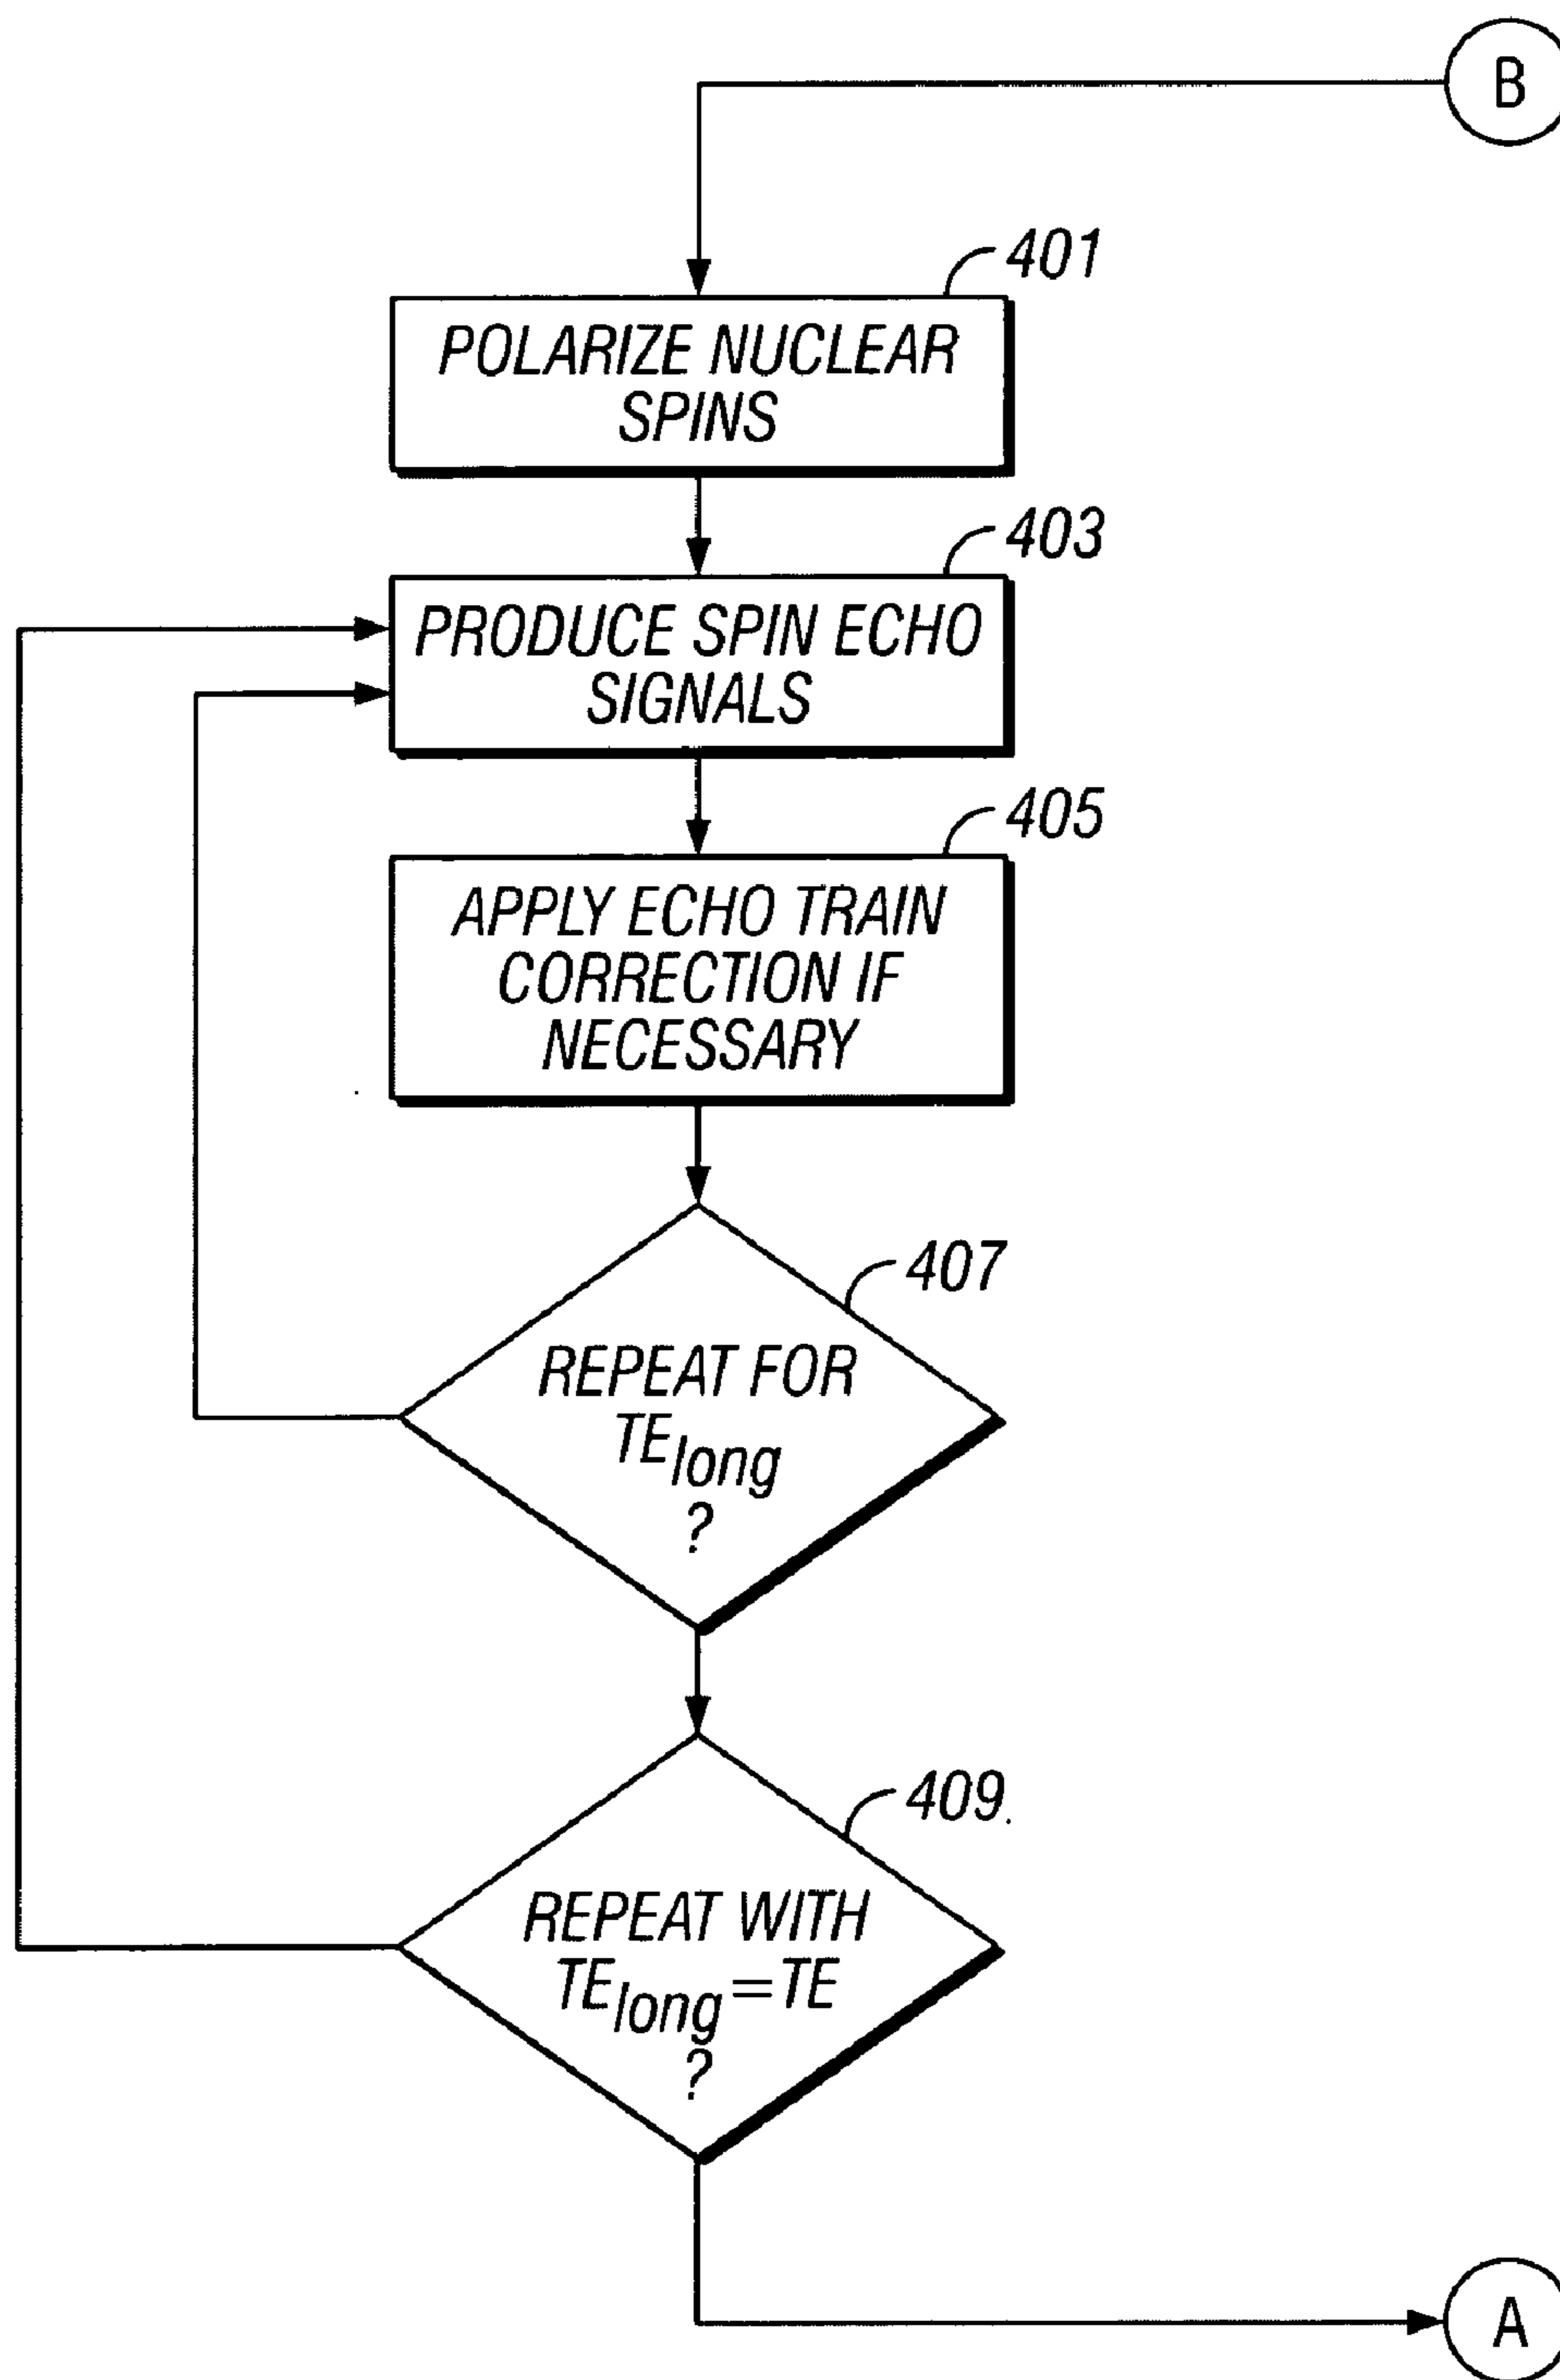 B
401
POLARIZE NUCLEAR
SPINS
403
PRODUCE SPIN ECHO
SIGNALS
405
APPLY ECHO TRAIN
CORRECTION IF
NECESSARY
407
REPEAT FOR
TElong
?
409
REPEAT WITH
TElong=TE
?
A